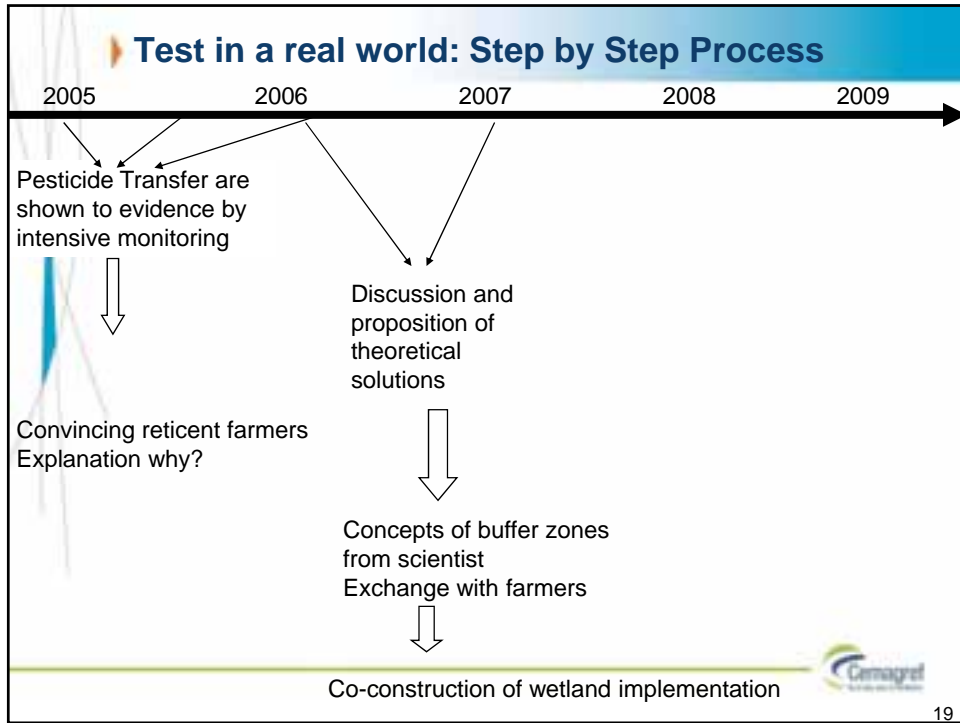 Test in a real world: Step by Step Process
2005 2006 2007 2008 2009
Pesticide Transfer are
shown to evidence by
intensive monitoring
Discussion and
proposition of
theoretical
solutions
Convincing reticent farmers
Explanation why?
Concepts of buffer zones
from scientist
Exchange with farmers
Co-construction of wetland implementation
Cemagref
19